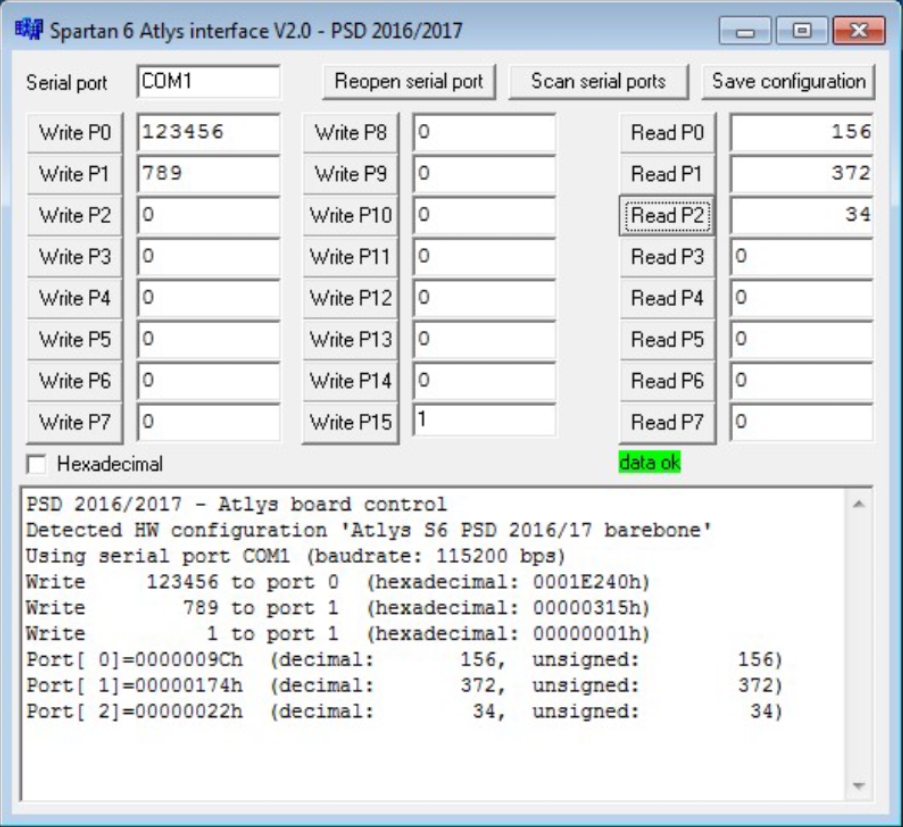 Spartan 6 Atlys interface V2.0 - PSD 2016/2017
Serial port COM1 Reopen serial port Scan serial ports Save configuration
Write P0 123456 Write P8 0 Read P0 156
Write P1 789 Write P9 0 Read P1 372
Write P2 0 Write P10 0 Read P2 34
Write P3 0 Write P11 0 Read P3 0
Write P4 0 Write P12 0 Read P4 0
Write P5 0 Write P13 0 Read P5 0
Write P6 0 Write P14 0 Read P6 0
Write P7 0 Write P15 1 Read P7 0
Hexadecimal data ok
PSD 2016/2017 - Atlys board control
Detected HW configuration 'Atlys S6 PSD 2016/17 barebone'
Using serial port COM1 (baudrate: 115200 bps)
Write 123456 to port 0 (hexadecimal: 0001E240h)
Write 789 to port 1 (hexadecimal: 00000315h)
Write 1 to port 1 (hexadecimal: 00000001h)
Port[ 0]=0000009Ch (decimal: 156, unsigned: 156)
Port[ 1]=00000174h (decimal: 372, unsigned: 372)
Port[ 2]=00000022h (decimal: 34, unsigned: 34)